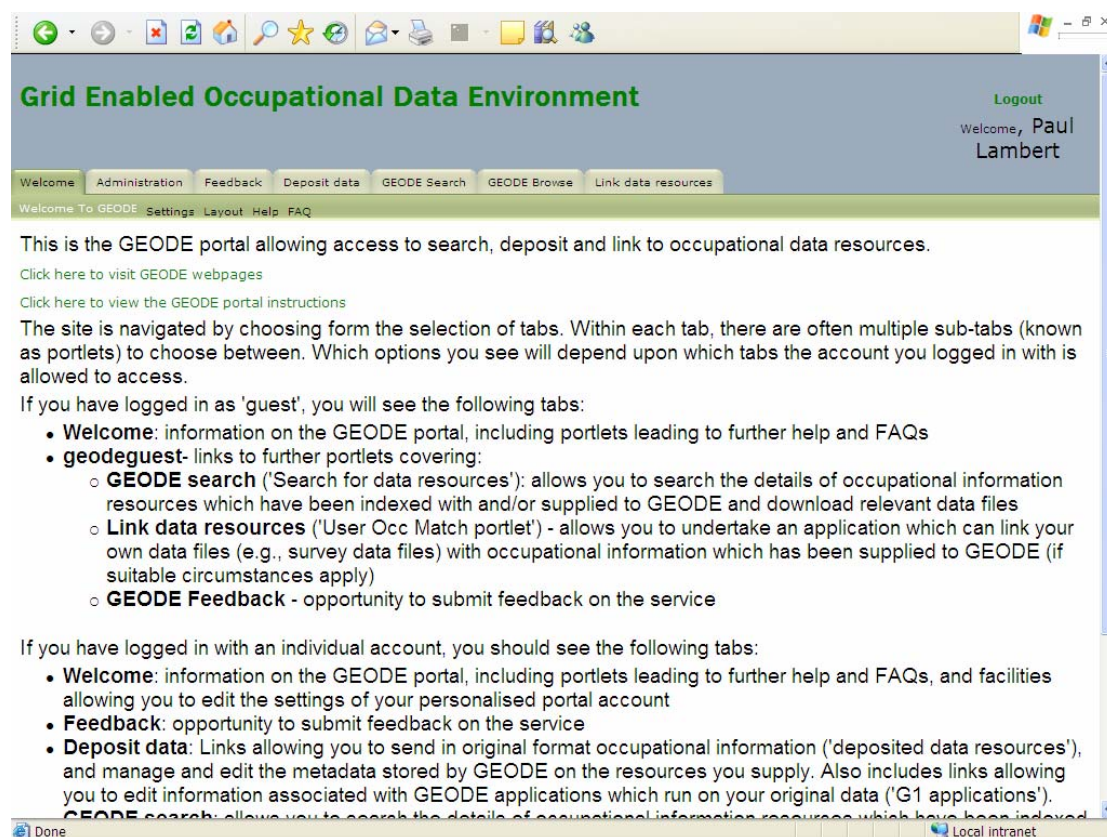 Grid Enabled Occupational Data Environment
Logout
Welcome, Paul
Lambert
Welcome Administration Feedback Deposit data GEODE Search GEODE Browse Link data resources
Welcome To GEODE Settings Layout Help FAQ
This is the GEODE portal allowing access to search, deposit and link to occupational data resources.
Click here to visit GEODE webpages
Click here to view the GEODE portal instructions
The site is navigated by choosing form the selection of tabs. Within each tab, there are often multiple sub-tabs (known
as portlets) to choose between. Which options you see will depend upon which tabs the account you logged in with is
allowed to access.
If you have logged in as 'guest', you will see the following tabs:
• Welcome: information on the GEODE portal, including portlets leading to further help and FAQs
• geodeguest- links to further portlets covering:
○ GEODE search ('Search for data resources'): allows you to search the details of occupational information
resources which have been indexed with and/or supplied to GEODE and download relevant data files
○ Link data resources ('User Occ Match portlet') - allows you to undertake an application which can link your
own data files (e.g., survey data files) with occupational information which has been supplied to GEODE (if
suitable circumstances apply)
○ GEODE Feedback - opportunity to submit feedback on the service
If you have logged in with an individual account, you should see the following tabs:
• Welcome: information on the GEODE portal, including portlets leading to further help and FAQs, and facilities
allowing you to edit the settings of your personalised portal account
• Feedback: opportunity to submit feedback on the service
• Deposit data: Links allowing you to send in original format occupational information ('deposited data resources'),
and manage and edit the metadata stored by GEODE on the resources you supply. Also includes links allowing
you to edit information associated with GEODE applications which run on your original data ('G1 applications').
GEODE search: allows you to search the details of occupational information resources which have been indexed
Done
Local intranet